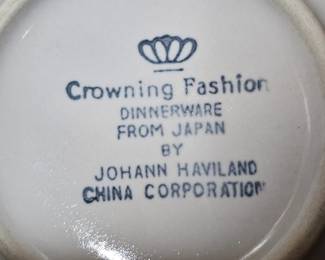 Crowning Fashion
DINNERWARE
FROM JAPAN
BY
JOHANN HAVILAND
CHINA CORPORATION